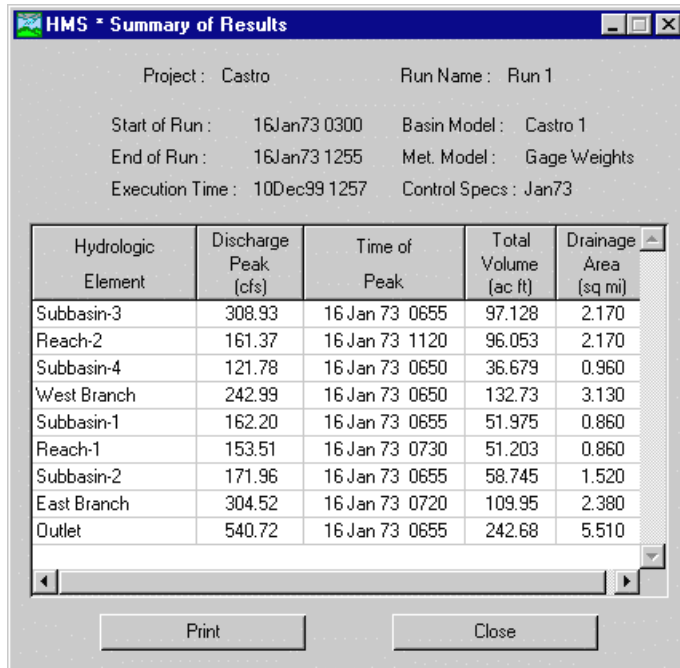 HMS * Summary of Results
Project : Castro Run Name : Run 1
Start of Run : 16Jan73 0300 Basin Model : Castro 1
End of Run : 16Jan73 1255 Met. Model : Gage Weights
Execution Time : 10Dec99 1257 Control Specs : Jan73
Hydrologic Element Discharge Peak (cfs) Time of Peak Total Volume (ac ft) Drainage Area (sq mi)
Subbasin-3 308.93 16 Jan 73 0655 97.128 2.170
Reach-2 161.37 16 Jan 73 1120 96.053 2.170
Subbasin-4 121.78 16 Jan 73 0650 36.679 0.960
West Branch 242.99 16 Jan 73 0650 132.73 3.130
Subbasin-1 162.20 16 Jan 73 0655 51.975 0.860
Reach-1 153.51 16 Jan 73 0730 51.203 0.860
Subbasin-2 171.96 16 Jan 73 0655 58.745 1.520
East Branch 304.52 16 Jan 73 0720 109.95 2.380
Outlet 540.72 16 Jan 73 0655 242.68 5.510
Print Close